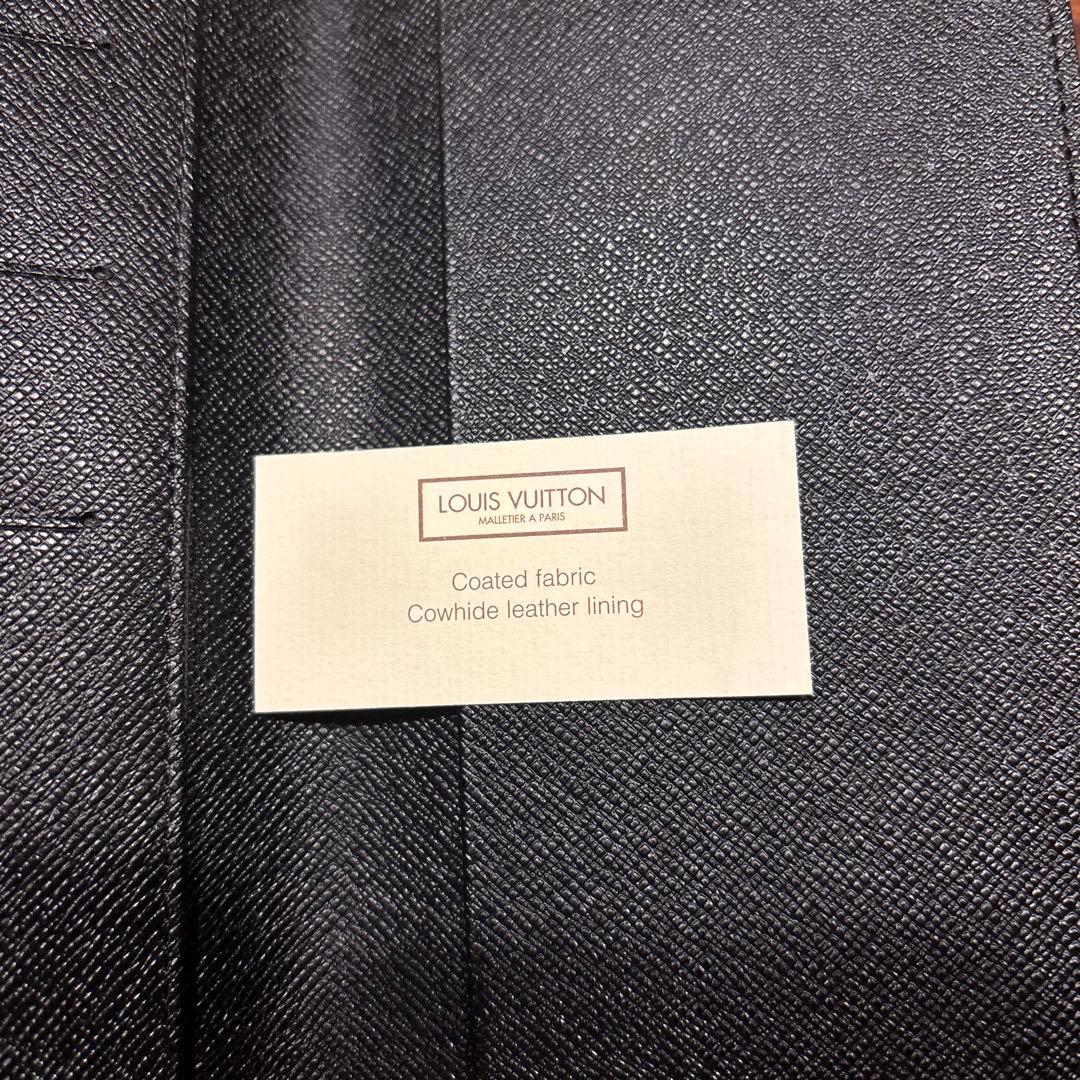 LOUIS VUITTON
MALLETIER A PARIS
Coated fabric
Cowhide leather lining